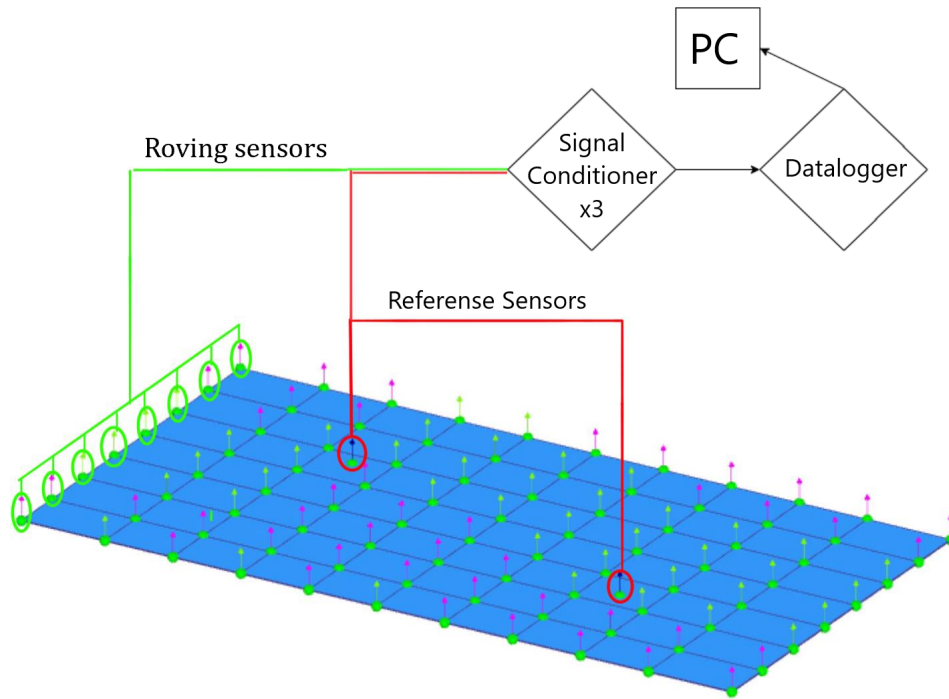 PC
Roving sensors
Signal
Conditioner
x3
Datalogger
Referense Sensors